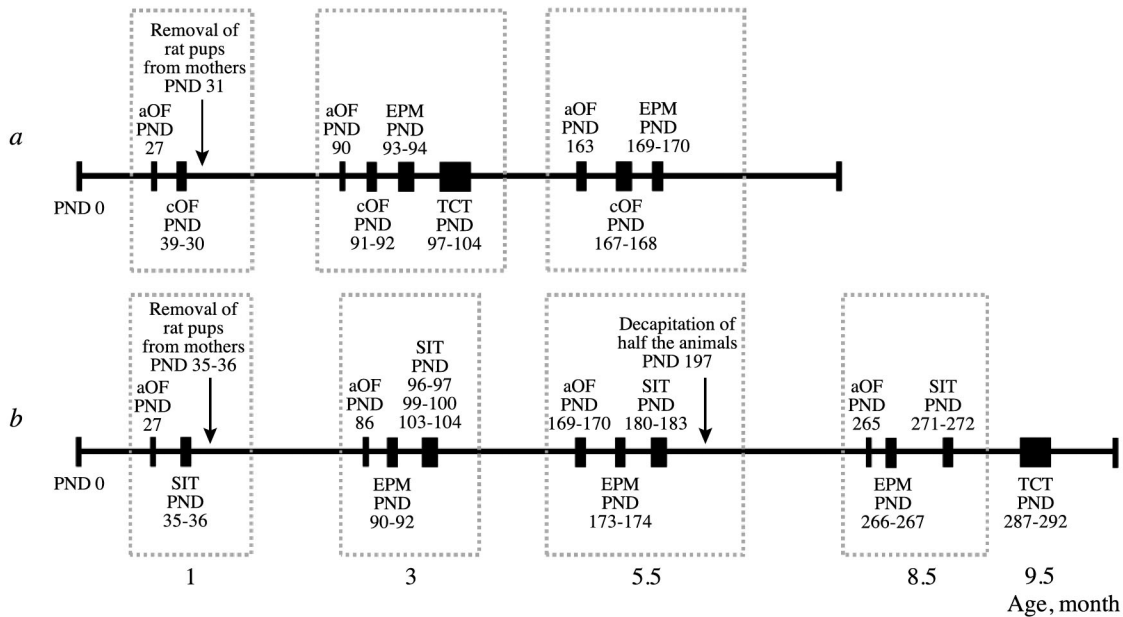 a
Removal of
rat pups
from mothers
PND 31
aOF
PND
27
cOF
PND
39-30
aOF
PND
90
cOF
PND
91-92
EPM
PND
93-94
TCT
PND
97-104
aOF
PND
163
cOF
PND
167-168
EPM
PND
169-170
PND 0
b
Removal of
rat pups
from mothers
PND 35-36
aOF
PND
27
SIT
PND
35-36
aOF
PND
86
EPM
PND
90-92
SIT
PND
96-97
99-100
103-104
aOF
PND
169-170
EPM
PND
173-174
SIT
PND
180-183
Decapitation of
half the animals
PND 197
aOF
PND
265
EPM
PND
266-267
SIT
PND
271-272
TCT
PND
287-292
PND 0
1
3
5.5
8.5
9.5
Age, month